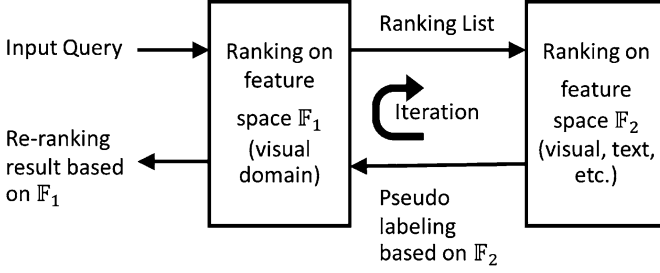 Input Query
Re-ranking
result based
on 𝔽₁
Ranking on
feature
space 𝔽₁
(visual
domain)
Ranking List
Iteration
Pseudo
labeling
based on 𝔽₂
Ranking on
feature
space 𝔽₂
(visual, text,
etc.)